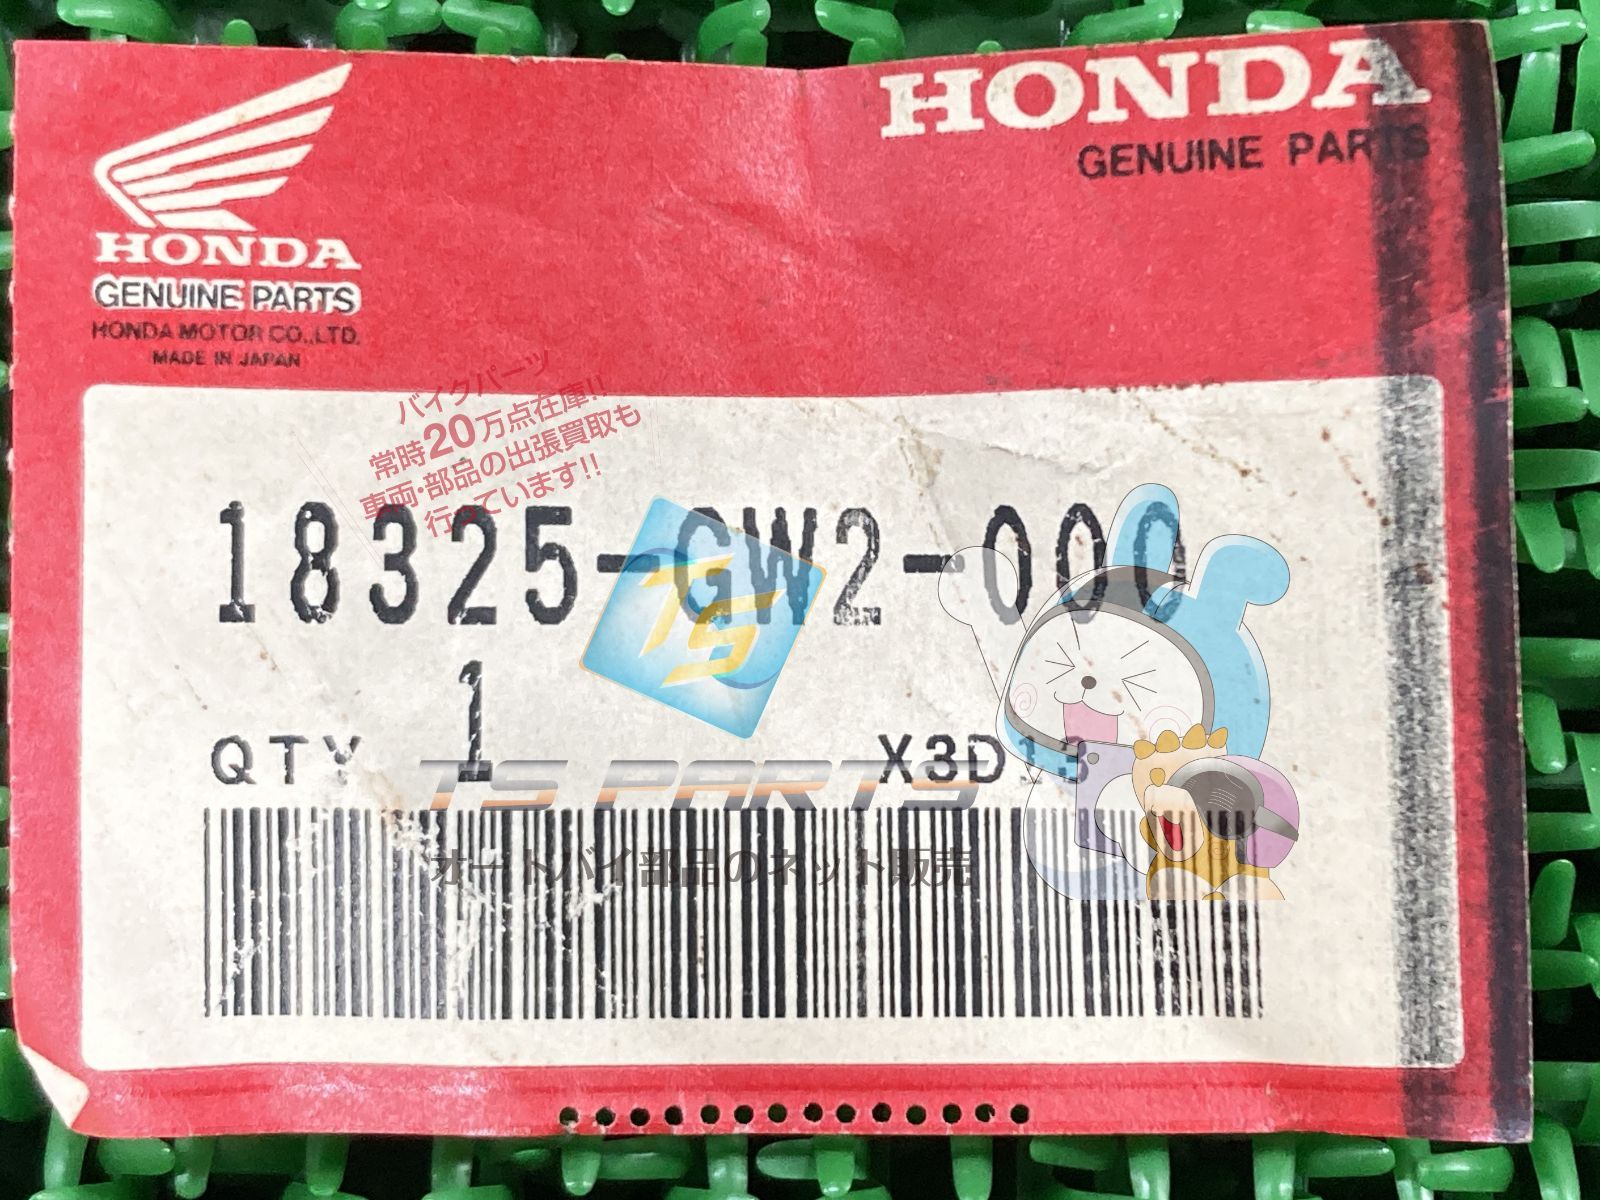 HONDA
GENUINE PARTS
HONDA
GENUINE PARTS
HONDA MOTOR CO.,LTD.
MADE IN JAPAN
バイクパーツ
常時20万点在庫!!
車両・部品の出張買取も
行っています!!
18325-GW2-000
TS
QTY 1 X3D13
TS PARTS
オートバイ部品のネット販売